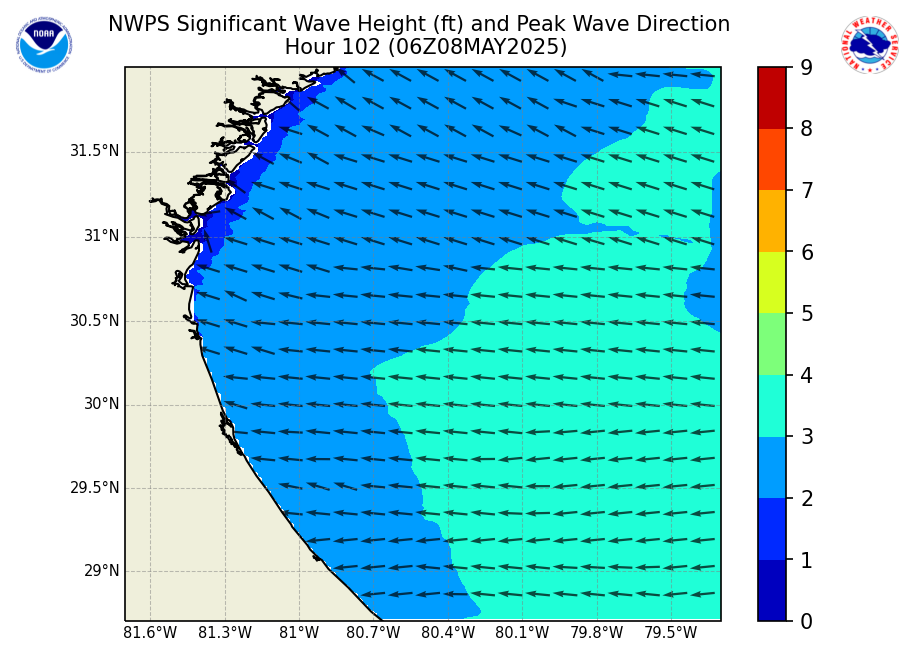 NWPS Significant Wave Height (ft) and Peak Wave Direction
Hour 102 (06Z08MAY2025)
NOAA
NATIONAL WEATHER SERVICE
31.5°N
31°N
30.5°N
30°N
29.5°N
29°N
81.6°W 81.3°W 81°W 80.7°W 80.4°W 80.1°W 79.8°W 79.5°W
9
8
7
6
5
4
3
2
1
0